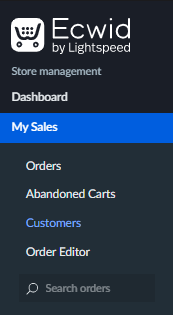 Ecwid
by Lightspeed
Store management
Dashboard
My Sales
Orders
Abandoned Carts
Customers
Order Editor
Search orders